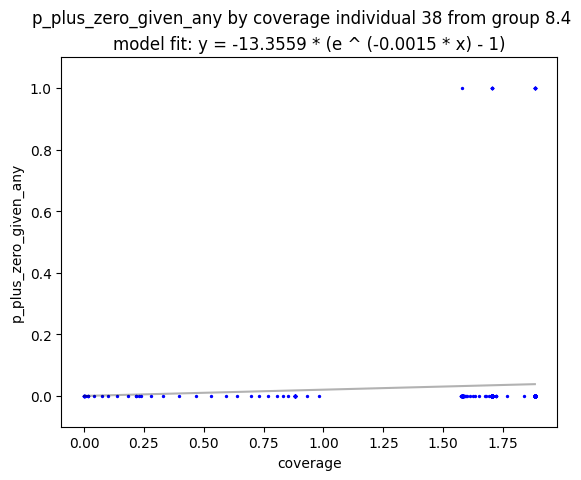 p_plus_zero_given_any by coverage individual 38 from group 8.4
model fit: y = -13.3559 * (e ^ (-0.0015 * x) - 1)
1.0
0.8
0.6
0.4
0.2
0.0
p_plus_zero_given_any
0.00 0.25 0.50 0.75 1.00 1.25 1.50 1.75
coverage